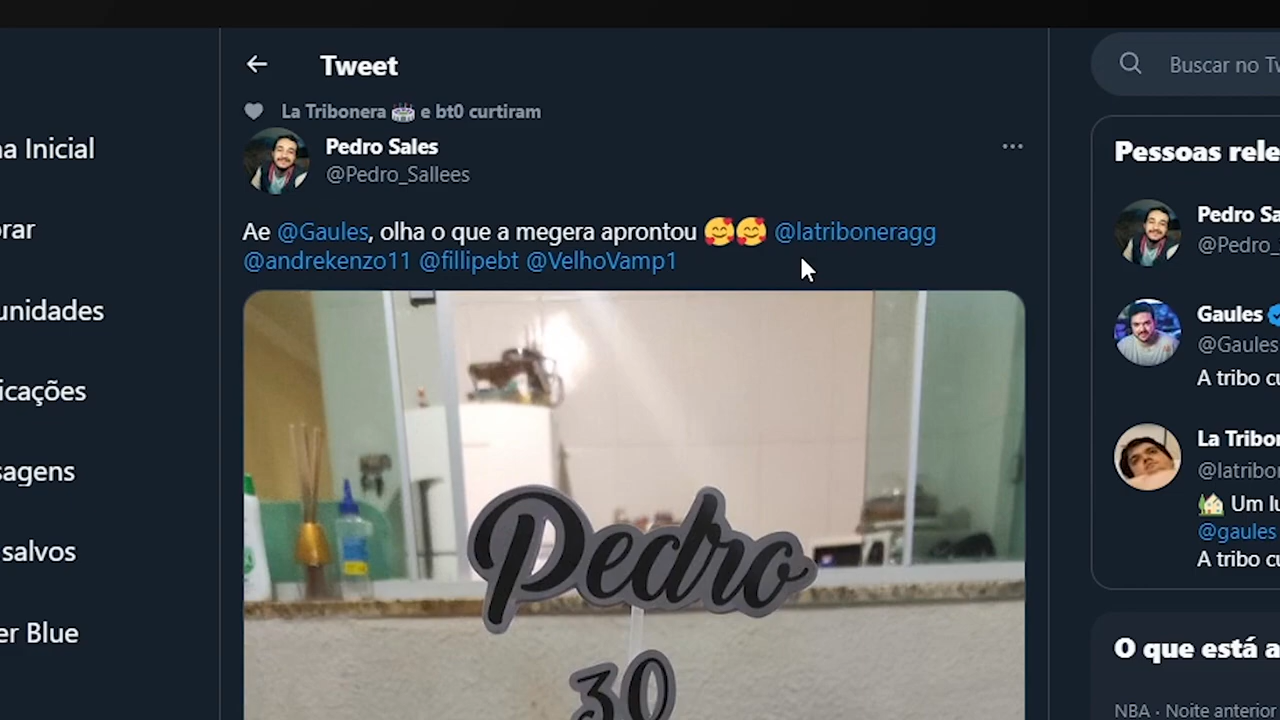 Tweet
Buscar no Tw
La Tribonera 🎂 e bt0 curtiram
Pedro Sales
@Pedro_Sallees
Ae @Gaules, olha o que a megera aprontou 🥰🥰 @latriboneragg
@andrekenzo11 @fillipebt @VelhoVamp1
Pedro
30
a Inicial
rar
unidades
icações
sagens
salvos
er Blue
Pessoas rele
Pedro Sa
@Pedro_
Gaules
@Gaules
A tribo cu
La Tribon
@latribon
🏡 Um lu
@gaules
A tribo cu
O que está a
NBA · Noite anterior